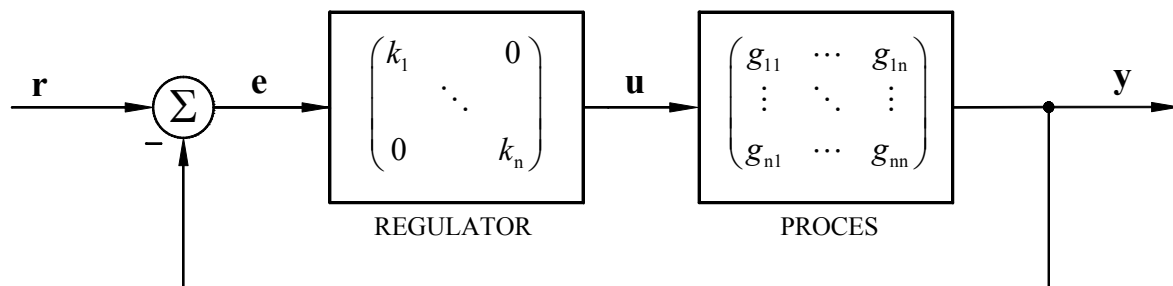 r
Σ
−
e
k₁ 0
⋱
0 kₙ
REGULATOR
u
g₁₁ ⋯ g₁ₙ
⋮ ⋱ ⋮
gₙ₁ ⋯ gₙₙ
PROCES
y